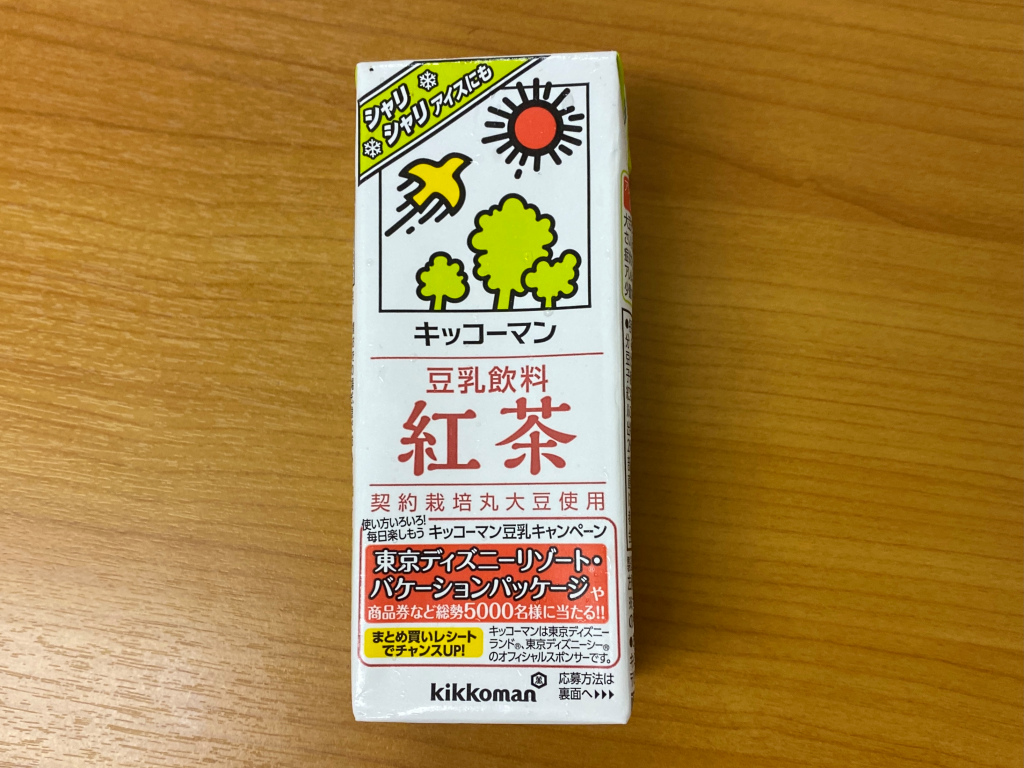 シャリ
シャリ アイスにも
キッコーマン
豆乳飲料
紅茶
契約栽培丸大豆使用
使い方いろいろ!
毎日楽しもう キッコーマン豆乳キャンペーン
東京ディズニーリゾート・
バケーションパッケージや
商品券など総勢5000名様に当たる!!
まとめ買いレシート
でチャンスUP!
キッコーマンは東京ディズニー
ランド®、東京ディズニーシー®
のオフィシャルスポンサーです。
kikkoman
応募方法は
裏面へ